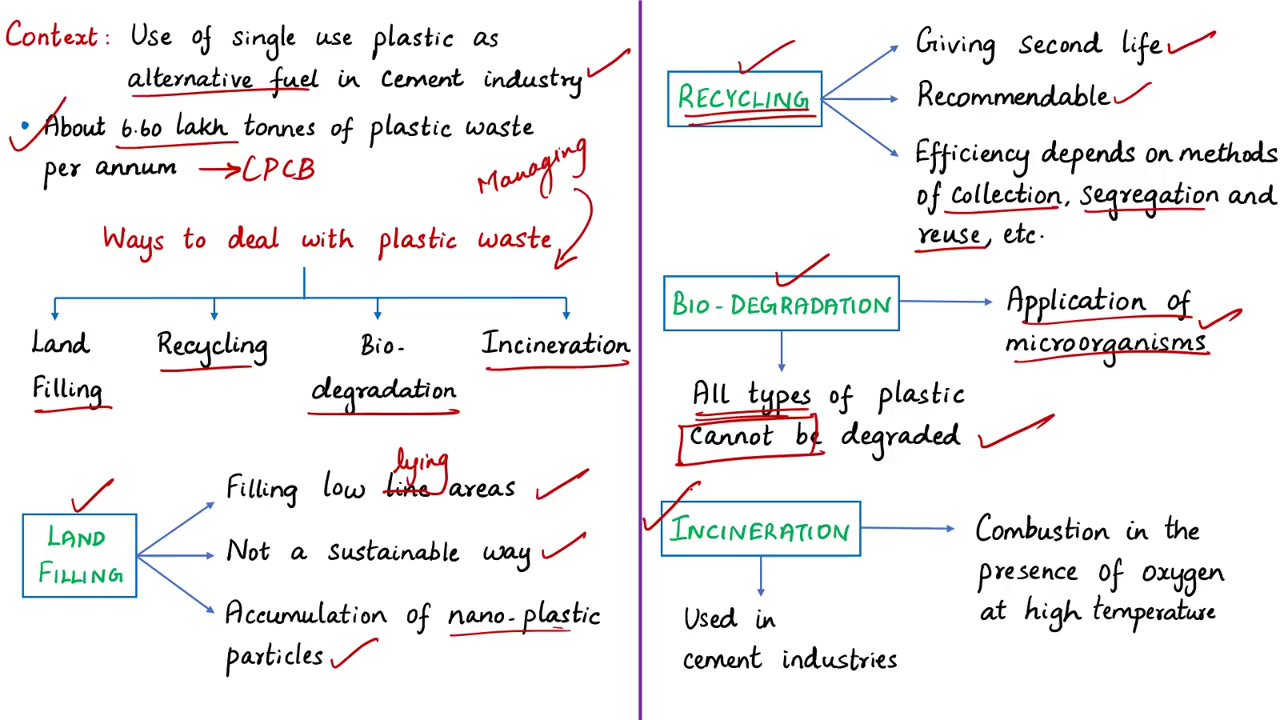 Context: Use of single use plastic as
alternative fuel in cement industry
• About 6.60 lakh tonnes of plastic waste
per annum → CPCB
Managing
Ways to deal with plastic waste
Land Filling
Recycling
Bio-degradation
Incineration
LAND
FILLING
lying
Filling low line areas
Not a sustainable way
Accumulation of nano-plastic
particles
RECYCLING
Giving second life
Recommendable
Efficiency depends on methods
of collection, segregation and
reuse, etc.
BIO-DEGRADATION
Application of
microorganisms
All types of plastic
cannot be degraded
INCINERATION
Combustion in the
presence of oxygen
at high temperature
Used in
cement industries